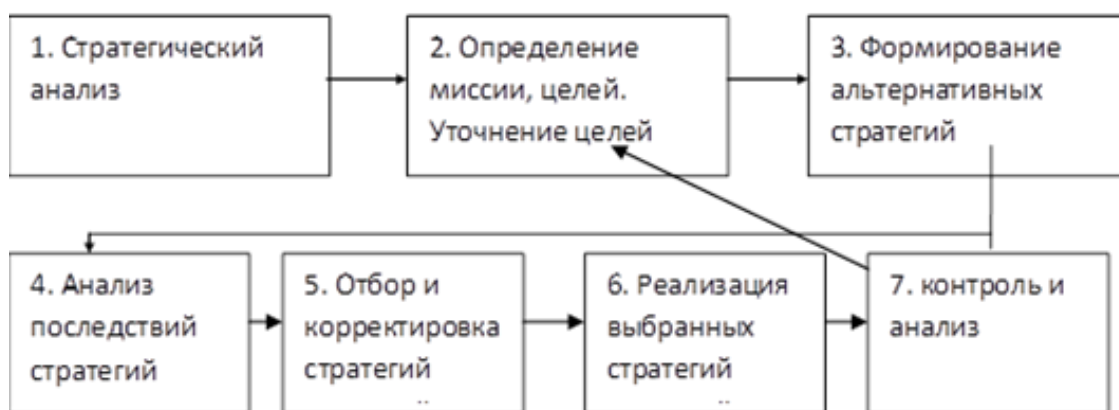 1. Стратегический
анализ
2. Определение
миссии, целей.
Уточнение целей
3. Формирование
альтернативных
стратегий
4. Анализ
последствий
стратегий
5. Отбор и
корректировка
стратегий
6. Реализация
выбранных
стратегий
7. контроль и
анализ